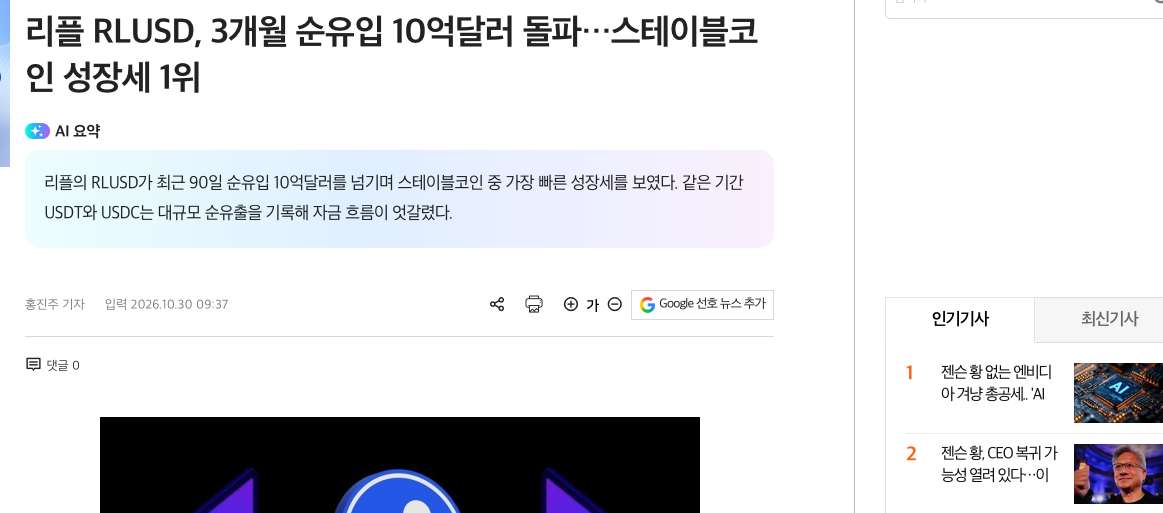 리플 RLUSD, 3개월 순유입 10억달러 돌파…스테이블코
인 성장세 1위
AI 요약
리플의 RLUSD가 최근 90일 순유입 10억달러를 넘기며 스테이블코인 중 가장 빠른 성장세를 보였다. 같은 기간
USDT와 USDC는 대규모 순유출을 기록해 자금 흐름이 엇갈렸다.
홍진주 기자 입력 2026.10.30 09:37
가
Google 선호 뉴스 추가
댓글 0
인기기사
최신기사
1
젠슨 황 없는 엔비디
아 겨냥 총공세.. 'AI
AI
2
젠슨 황, CEO 복귀 가
능성 열려 있다…이